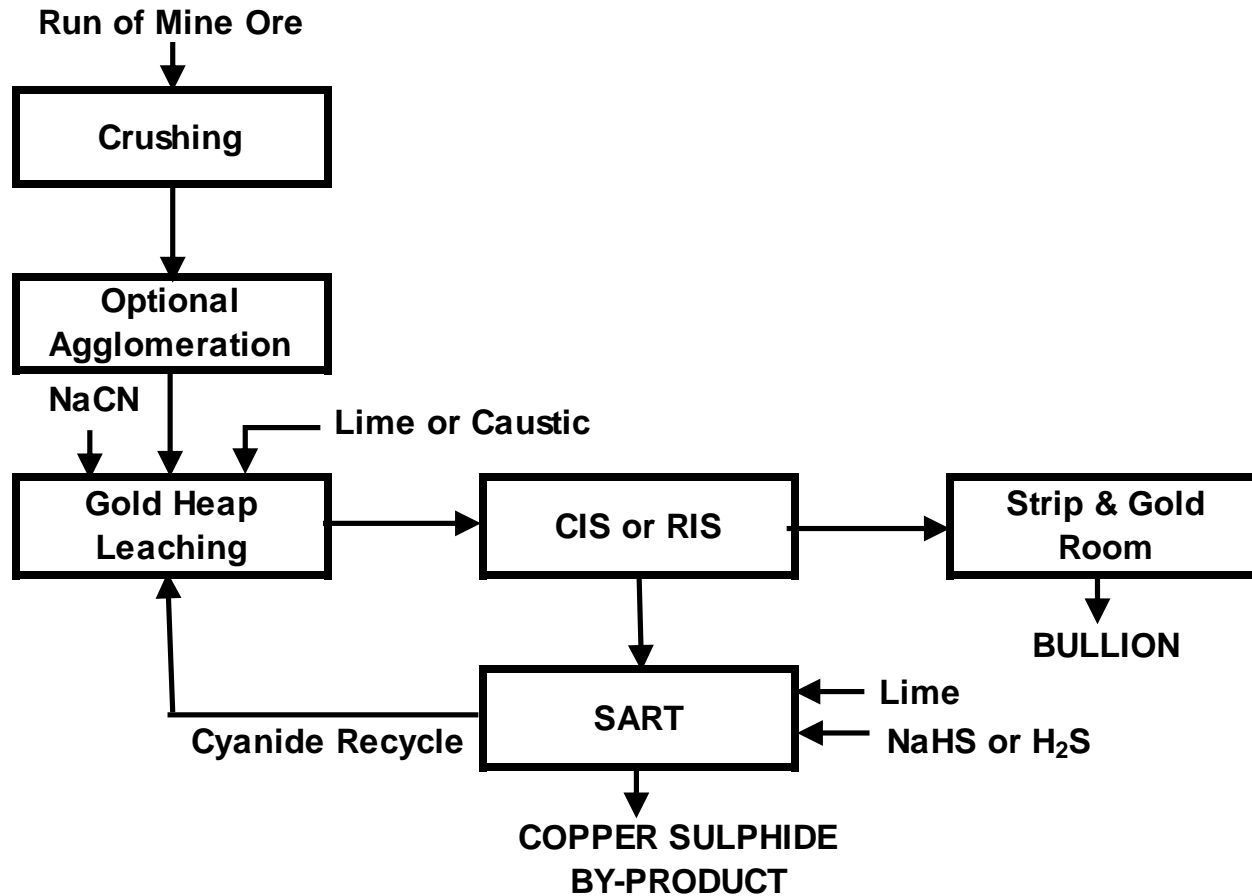 Run of Mine Ore
Crushing
Optional
Agglomeration
NaCN
Lime or Caustic
Gold Heap
Leaching
CIS or RIS
Strip & Gold
Room
BULLION
Lime
SART
NaHS or H₂S
Cyanide Recycle
COPPER SULPHIDE
BY-PRODUCT